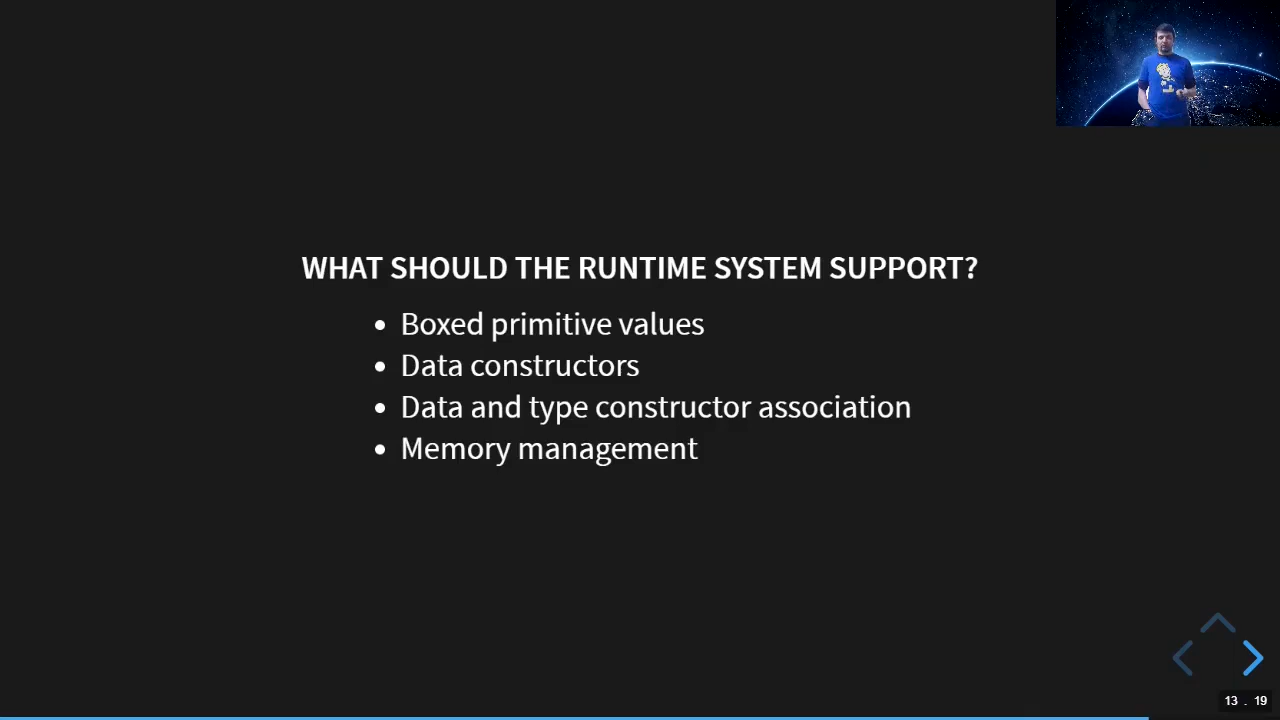 WHAT SHOULD THE RUNTIME SYSTEM SUPPORT?
Boxed primitive values
Data constructors
Data and type constructor association
Memory management
13 . 19